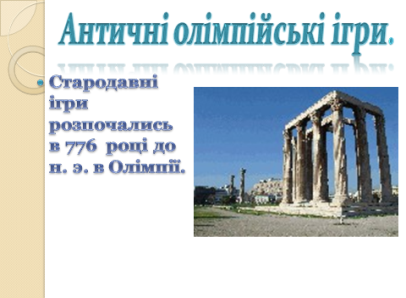 Античні олімпійські ігри.
Стародавні
ігри
розпочались
в 776 році до
н. э. в Олімпії.